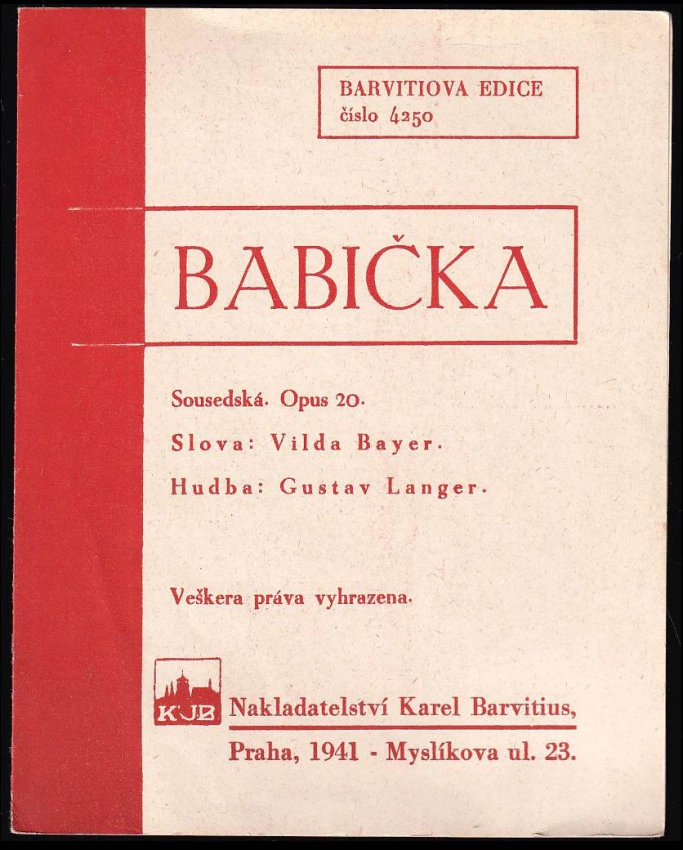 BARVITIOVA EDICE
číslo 4250
BABIČKA
Sousedská. Opus 20.
Slova: Vilda Bayer.
Hudba: Gustav Langer.
Veškera práva vyhrazena.
KJB
Nakladatelství Karel Barvitius,
Praha, 1941 - Myslíkova ul. 23.